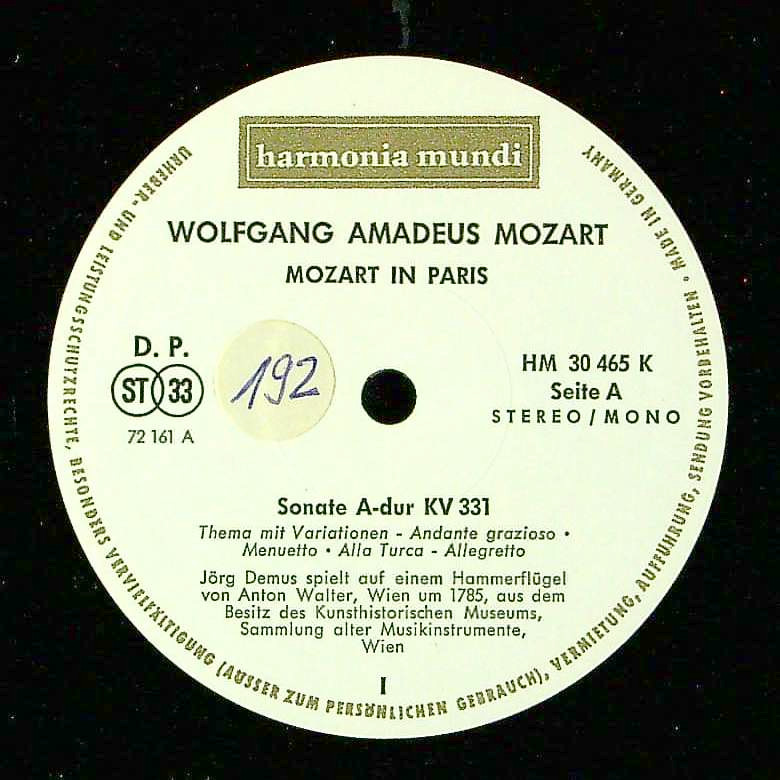 harmonia mundi
WOLFGANG AMADEUS MOZART
MOZART IN PARIS
D. P.
ST 33
72 161 A
192
HM 30 465 K
Seite A
STEREO / MONO
Sonate A-dur KV 331
Thema mit Variationen - Andante grazioso •
Menuetto • Alla Turca - Allegretto
Jörg Demus spielt auf einem Hammerflügel
von Anton Walter, Wien um 1785, aus dem
Besitz des Kunsthistorischen Museums,
Sammlung alter Musikinstrumente,
Wien
I
URHEBER- UND LEISTUNGSSCHUTZRECHTE, BESONDERS VERVIELFÄLTIGUNG (AUSSER ZUM PERSÖNLICHEN GEBRAUCH), VERMIETUNG, AUFFÜHRUNG, SENDUNG VORBEHALTEN • MADE IN GERMANY